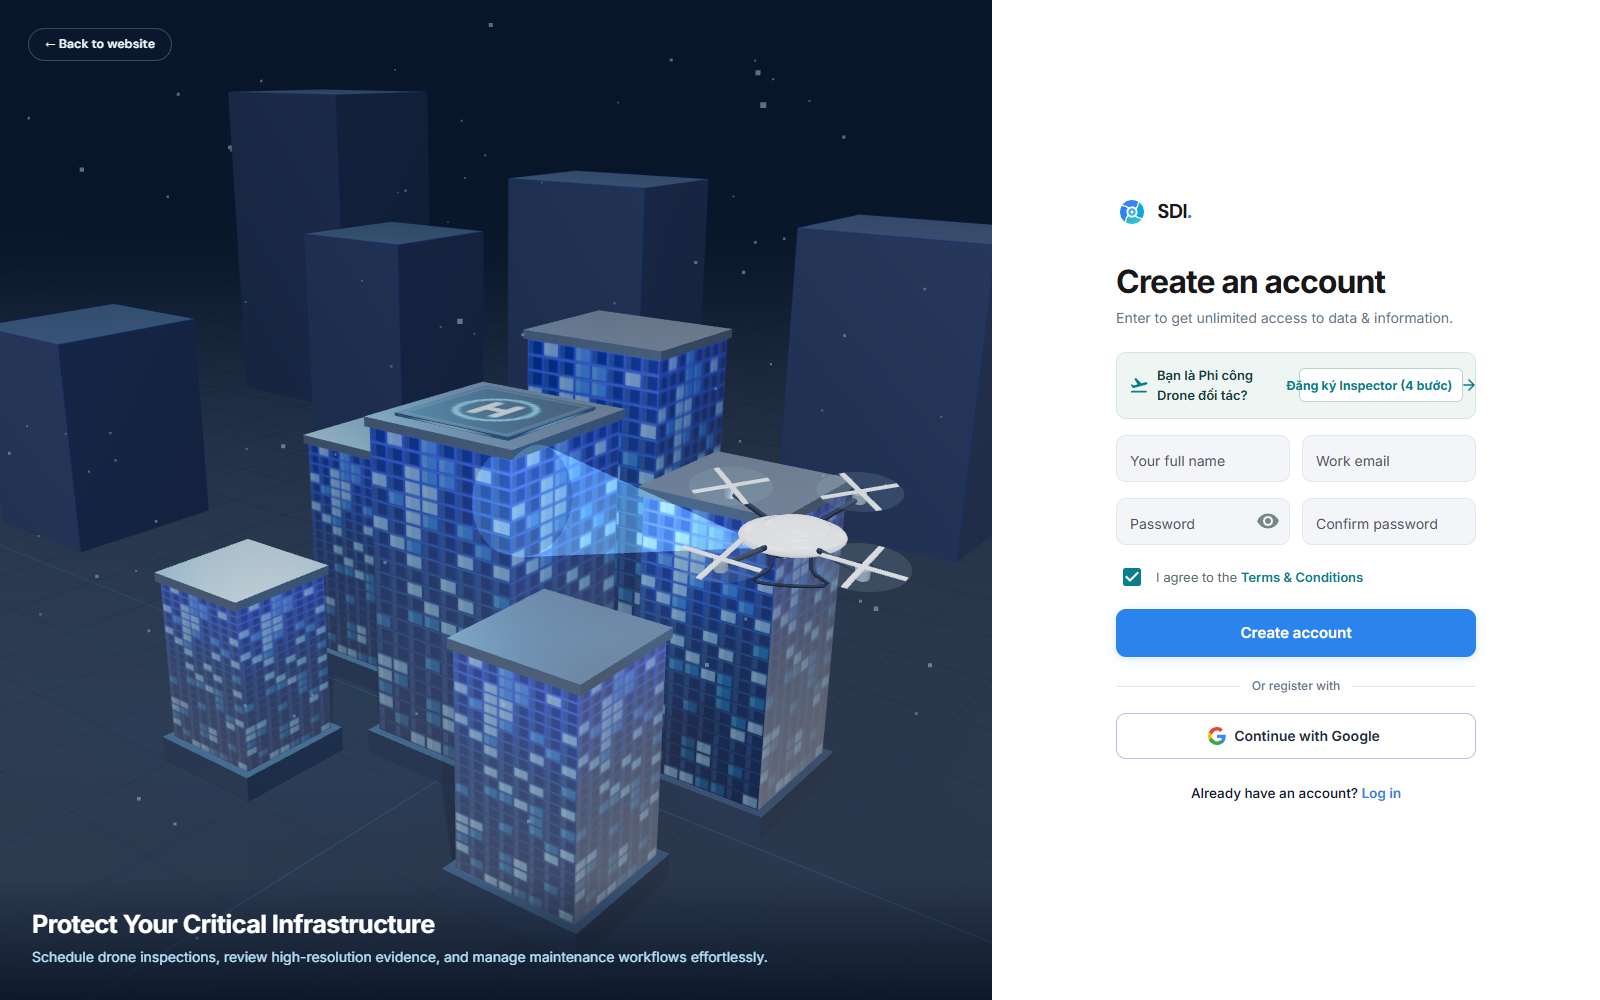 ← Back to website
SDI.
Create an account
Enter to get unlimited access to data & information.
Bạn là Phi công
Drone đối tác?
Đăng ký Inspector (4 bước) →
Your full name
Work email
Password
Confirm password
I agree to the Terms & Conditions
Create account
Or register with
Continue with Google
Already have an account? Log in
H
Protect Your Critical Infrastructure
Schedule drone inspections, review high-resolution evidence, and manage maintenance workflows effortlessly.